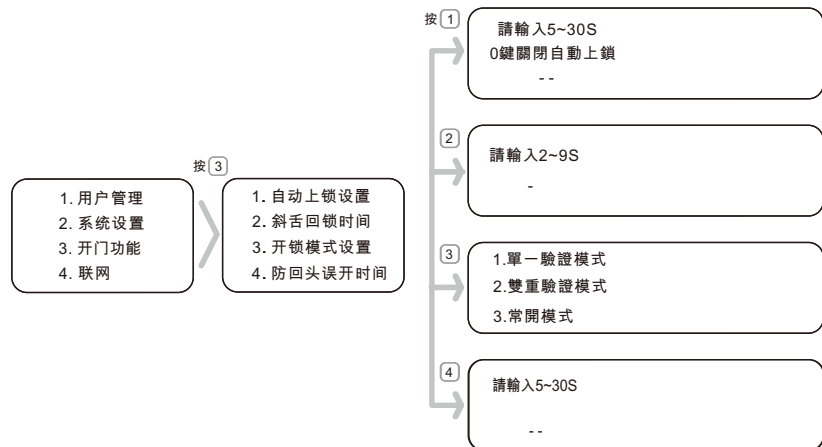 1. 用户管理
2. 系统设置
3. 开门功能
4. 联网
按 3
1. 自动上锁设置
2. 斜舌回锁时间
3. 开锁模式设置
4. 防回头误开时间
按 1
請輸入5~30S
0鍵關閉自動上鎖
- -
2
請輸入2~9S
-
3
1.單一驗證模式
2.雙重驗證模式
3.常開模式
4
請輸入5~30S
- -